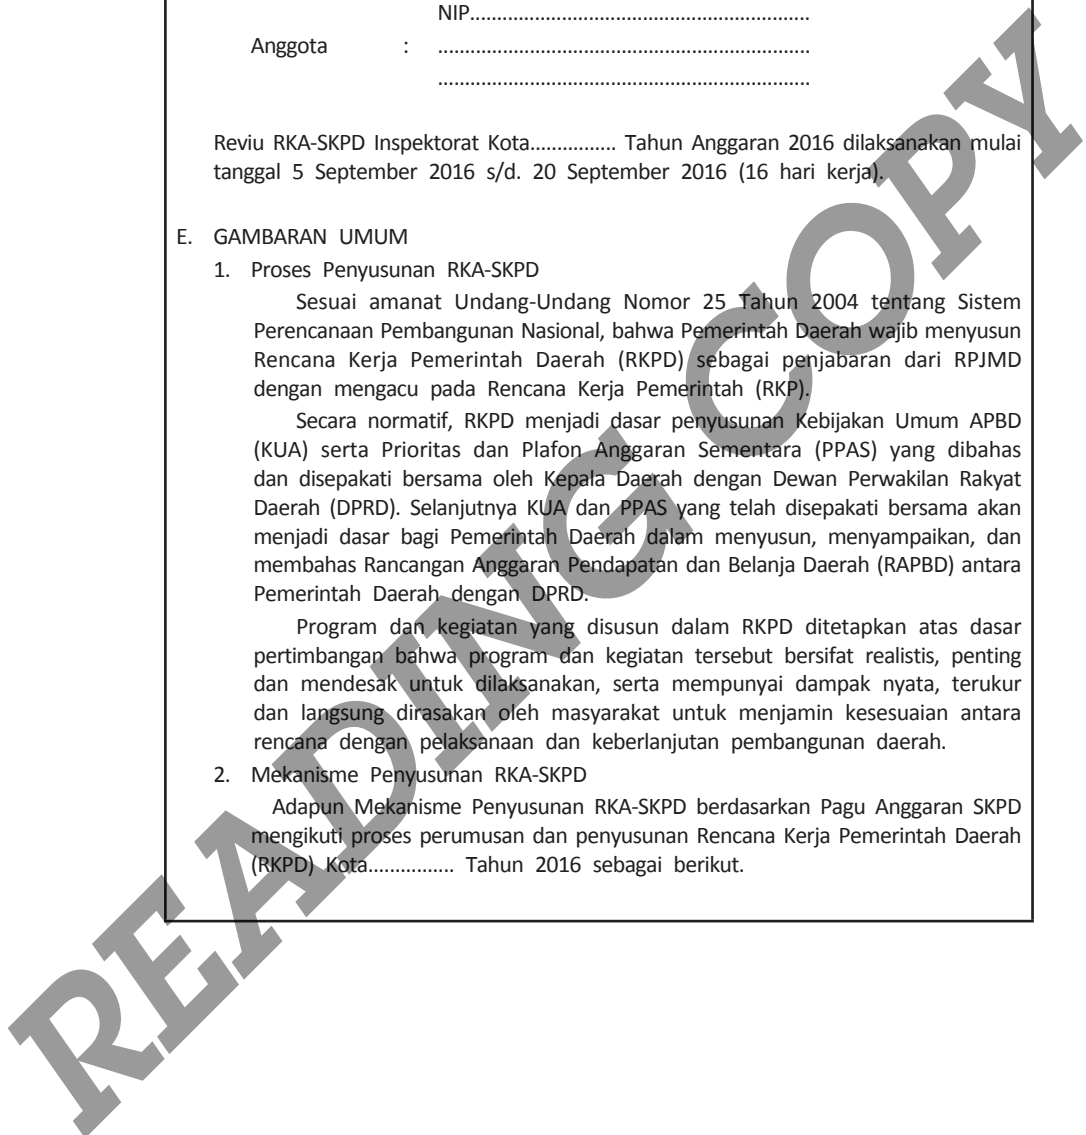 NIP................................................................
Anggota : ......................................................................
......................................................................
Reviu RKA-SKPD Inspektorat Kota................ Tahun Anggaran 2016 dilaksanakan mulai
tanggal 5 September 2016 s/d. 20 September 2016 (16 hari kerja).
E. GAMBARAN UMUM
1. Proses Penyusunan RKA-SKPD
Sesuai amanat Undang-Undang Nomor 25 Tahun 2004 tentang Sistem
Perencanaan Pembangunan Nasional, bahwa Pemerintah Daerah wajib menyusun
Rencana Kerja Pemerintah Daerah (RKPD) sebagai penjabaran dari RPJMD
dengan mengacu pada Rencana Kerja Pemerintah (RKP).
Secara normatif, RKPD menjadi dasar penyusunan Kebijakan Umum APBD
(KUA) serta Prioritas dan Plafon Anggaran Sementara (PPAS) yang dibahas
dan disepakati bersama oleh Kepala Daerah dengan Dewan Perwakilan Rakyat
Daerah (DPRD). Selanjutnya KUA dan PPAS yang telah disepakati bersama akan
menjadi dasar bagi Pemerintah Daerah dalam menyusun, menyampaikan, dan
membahas Rancangan Anggaran Pendapatan dan Belanja Daerah (RAPBD) antara
Pemerintah Daerah dengan DPRD.
Program dan kegiatan yang disusun dalam RKPD ditetapkan atas dasar
pertimbangan bahwa program dan kegiatan tersebut bersifat realistis, penting
dan mendesak untuk dilaksanakan, serta mempunyai dampak nyata, terukur
dan langsung dirasakan oleh masyarakat untuk menjamin kesesuaian antara
rencana dengan pelaksanaan dan keberlanjutan pembangunan daerah.
2. Mekanisme Penyusunan RKA-SKPD
Adapun Mekanisme Penyusunan RKA-SKPD berdasarkan Pagu Anggaran SKPD
mengikuti proses perumusan dan penyusunan Rencana Kerja Pemerintah Daerah
(RKPD) Kota................ Tahun 2016 sebagai berikut.
READING COPY